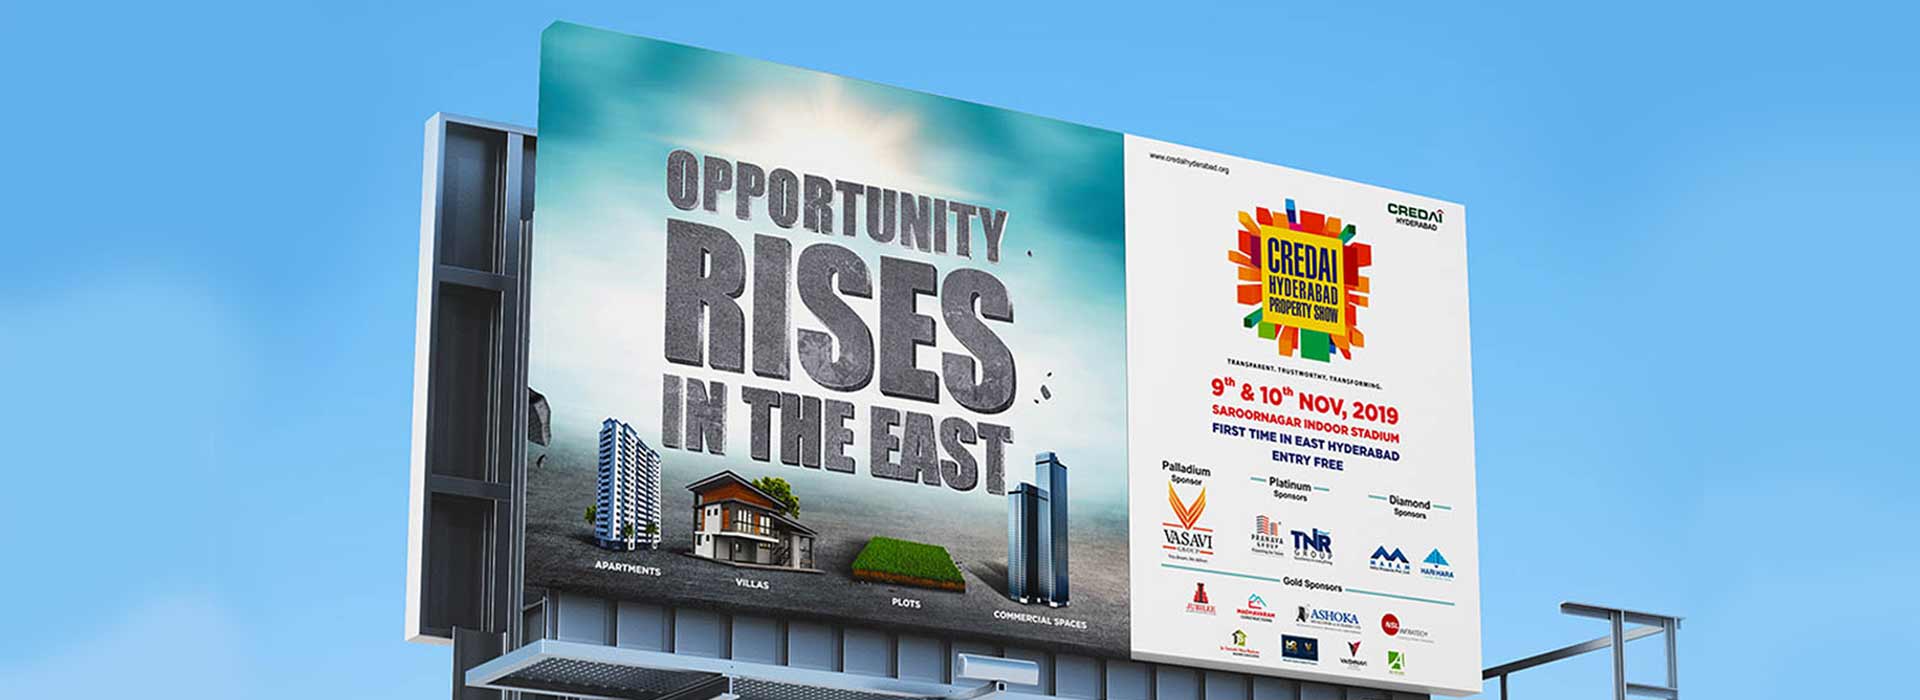 OPPORTUNITY
RISES
IN THE EAST
APARTMENTS
VILLAS
PLOTS
COMMERCIAL SPACES
www.credaihyderabad.org
CREDAI
HYDERABAD
CREDAI
HYDERABAD
PROPERTY SHOW
TRANSPARENT. TRUSTWORTHY. TRANSFORMING.
9th & 10th NOV, 2019
SAROORNAGAR INDOOR STADIUM
FIRST TIME IN EAST HYDERABAD
ENTRY FREE
Palladium
Sponsor
VASAVI
GROUP
Platinum
Sponsors
PRANAVA
GROUP
TNR
GROUP
Diamond
Sponsors
MARAM
HARIHARA
Gold Sponsors
MADHAVARAM
ASHOKA
NSL
INFRATECH
VAISHNAVI